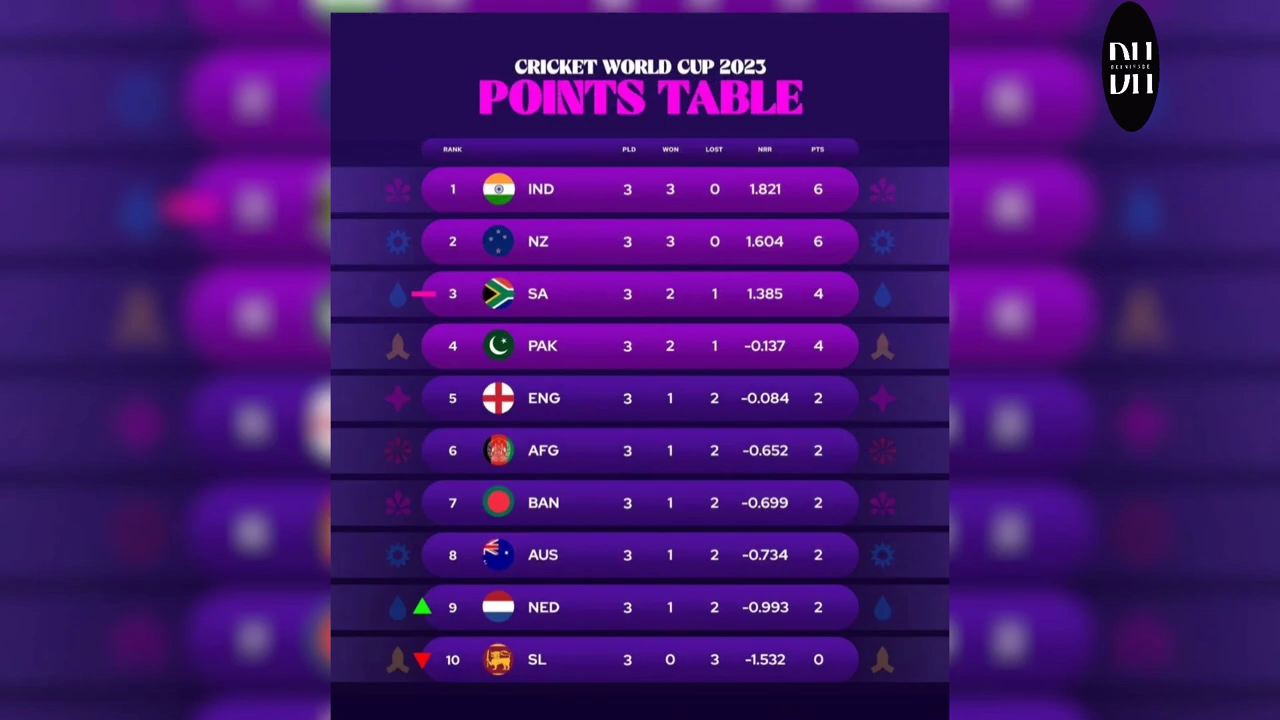 CRICKET WORLD CUP 2023
POINTS TABLE
RANK PLD WON LOST NRR PTS
1 IND 3 3 0 1.821 6
2 NZ 3 3 0 1.604 6
3 SA 3 2 1 1.385 4
4 PAK 3 2 1 -0.137 4
5 ENG 3 1 2 -0.084 2
6 AFG 3 1 2 -0.652 2
7 BAN 3 1 2 -0.699 2
8 AUS 3 1 2 -0.734 2
9 NED 3 1 2 -0.993 2
10 SL 3 0 3 -1.532 0
DH
DH